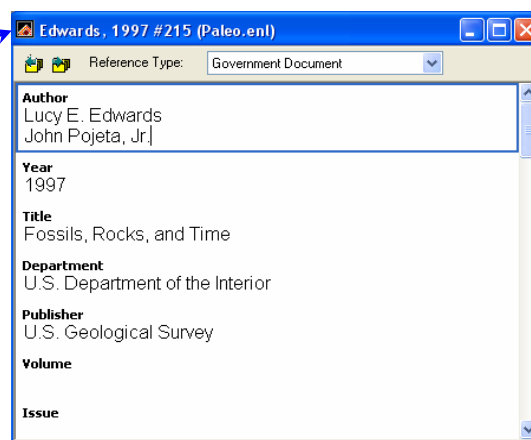 Edwards, 1997 #215 (Paleo.enl)
Reference Type: Government Document
Author
Lucy E. Edwards
John Pojeta, Jr.
Year
1997
Title
Fossils, Rocks, and Time
Department
U.S. Department of the Interior
Publisher
U.S. Geological Survey
Volume
Issue